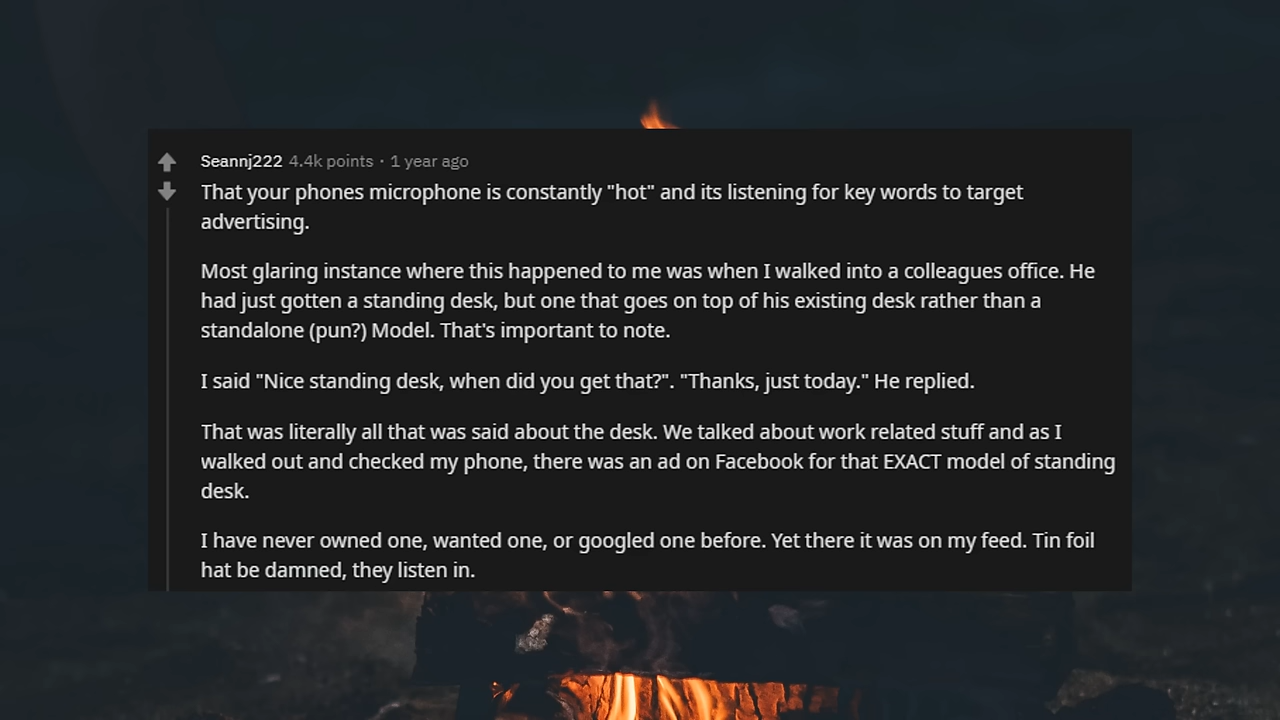 Seannj222 4.4k points · 1 year ago
That your phones microphone is constantly "hot" and its listening for key words to target
advertising.
Most glaring instance where this happened to me was when I walked into a colleagues office. He
had just gotten a standing desk, but one that goes on top of his existing desk rather than a
standalone (pun?) Model. That's important to note.
I said "Nice standing desk, when did you get that?". "Thanks, just today." He replied.
That was literally all that was said about the desk. We talked about work related stuff and as I
walked out and checked my phone, there was an ad on Facebook for that EXACT model of standing
desk.
I have never owned one, wanted one, or googled one before. Yet there it was on my feed. Tin foil
hat be damned, they listen in.